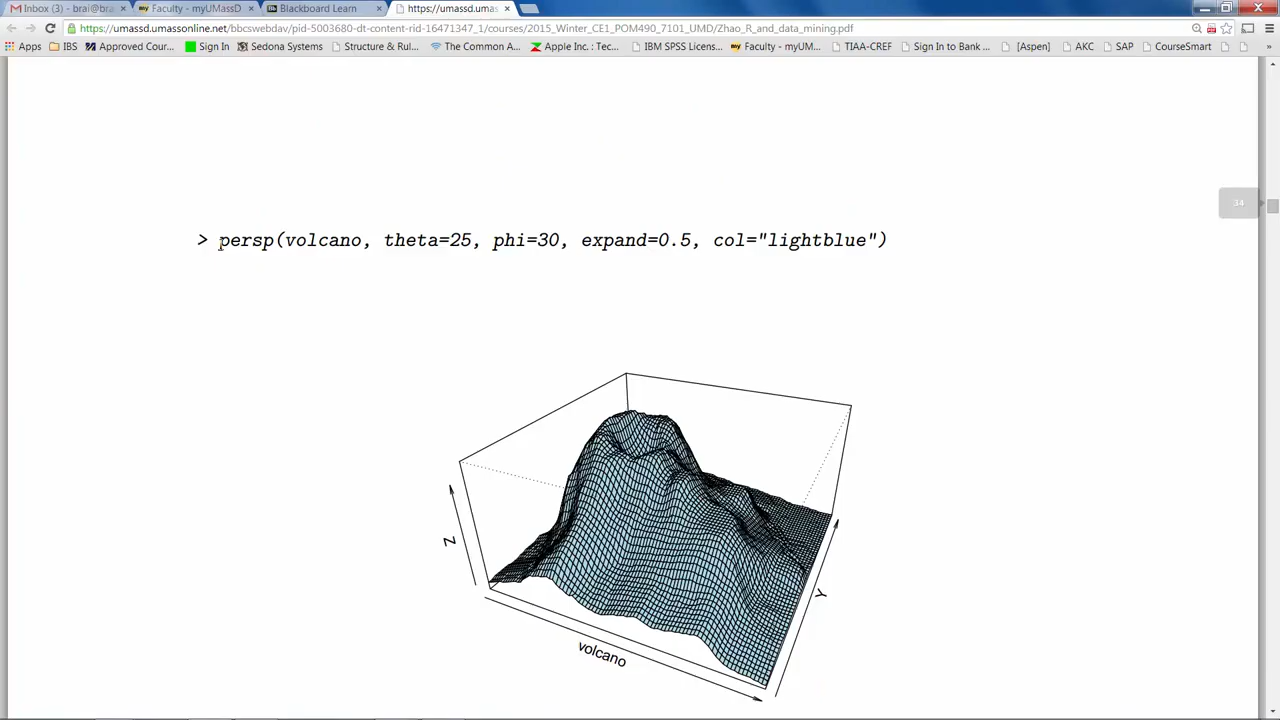 Inbox (3) - brai@bra
Faculty - myUMassD
Blackboard Learn
https://umassd.umas
https://umassd.umassonline.net/bbcswebdav/pid-5003680-dt-content-rid-16471347_1/courses/2015_Winter_CE1_POM490_7101_UMD/Zhao_R_and_data_mining.pdf
Apps IBS Approved Cour... Sign In Sedona Systems Structure & Rul... The Common A... Apple Inc. : Tec... IBM SPSS Licens... Faculty - myUM... TIAA-CREF Sign In to Bank ... [Aspen] AKC SAP CourseSmart »
34
> persp(volcano, theta=25, phi=30, expand=0.5, col="lightblue")
Z
Y
volcano